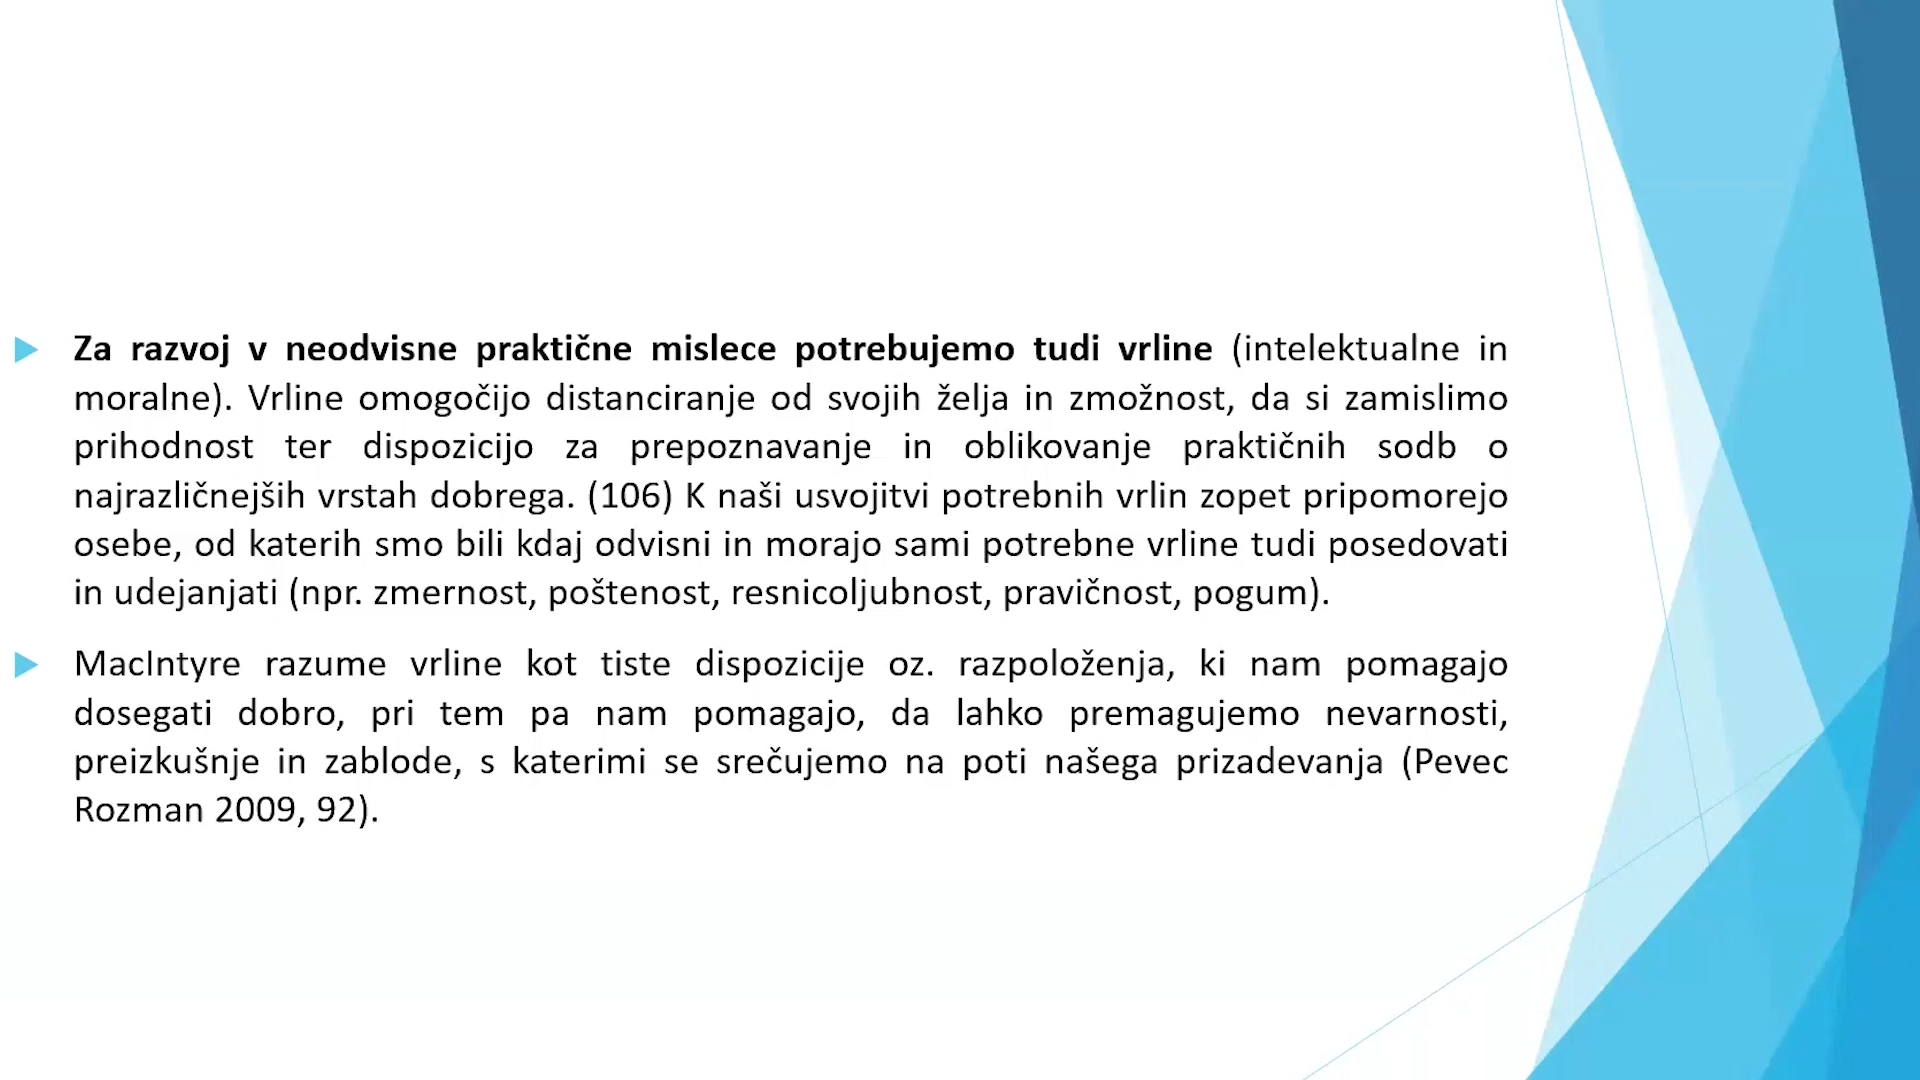 Za razvoj v neodvisne praktične mislece potrebujemo tudi vrline (intelektualne in
moralne). Vrline omogočijo distanciranje od svojih želja in zmožnost, da si zamislimo
prihodnost ter dispozicijo za prepoznavanje in oblikovanje praktičnih sodb o
najrazličnejših vrstah dobrega. (106) K naši usvojitvi potrebnih vrlin zopet pripomorejo
osebe, od katerih smo bili kdaj odvisni in morajo sami potrebne vrline tudi posedovati
in udejanjati (npr. zmernost, poštenost, resnicoljubnost, pravičnost, pogum).
MacIntyre razume vrline kot tiste dispozicije oz. razpoloženja, ki nam pomagajo
dosegati dobro, pri tem pa nam pomagajo, da lahko premagujemo nevarnosti,
preizkušnje in zablode, s katerimi se srečujemo na poti našega prizadevanja (Pevec
Rozman 2009, 92).